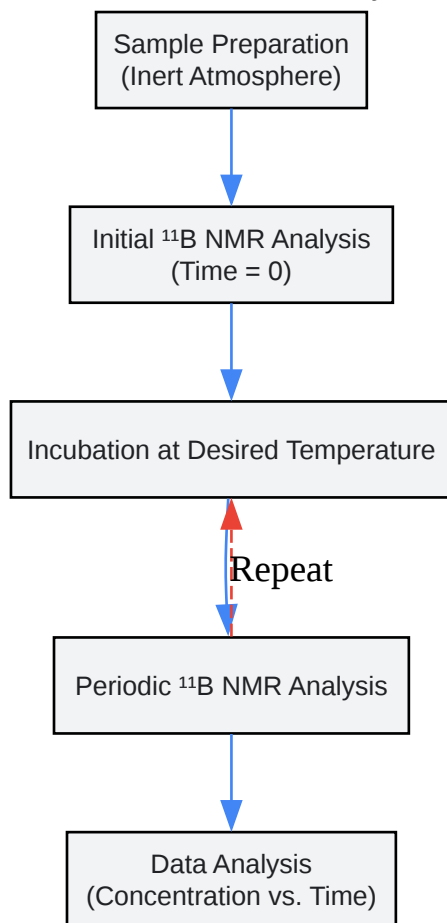 Sample Preparation
(Inert Atmosphere)
Initial ¹¹B NMR Analysis
(Time = 0)
Incubation at Desired Temperature
Repeat
Periodic ¹¹B NMR Analysis
Data Analysis
(Concentration vs. Time)